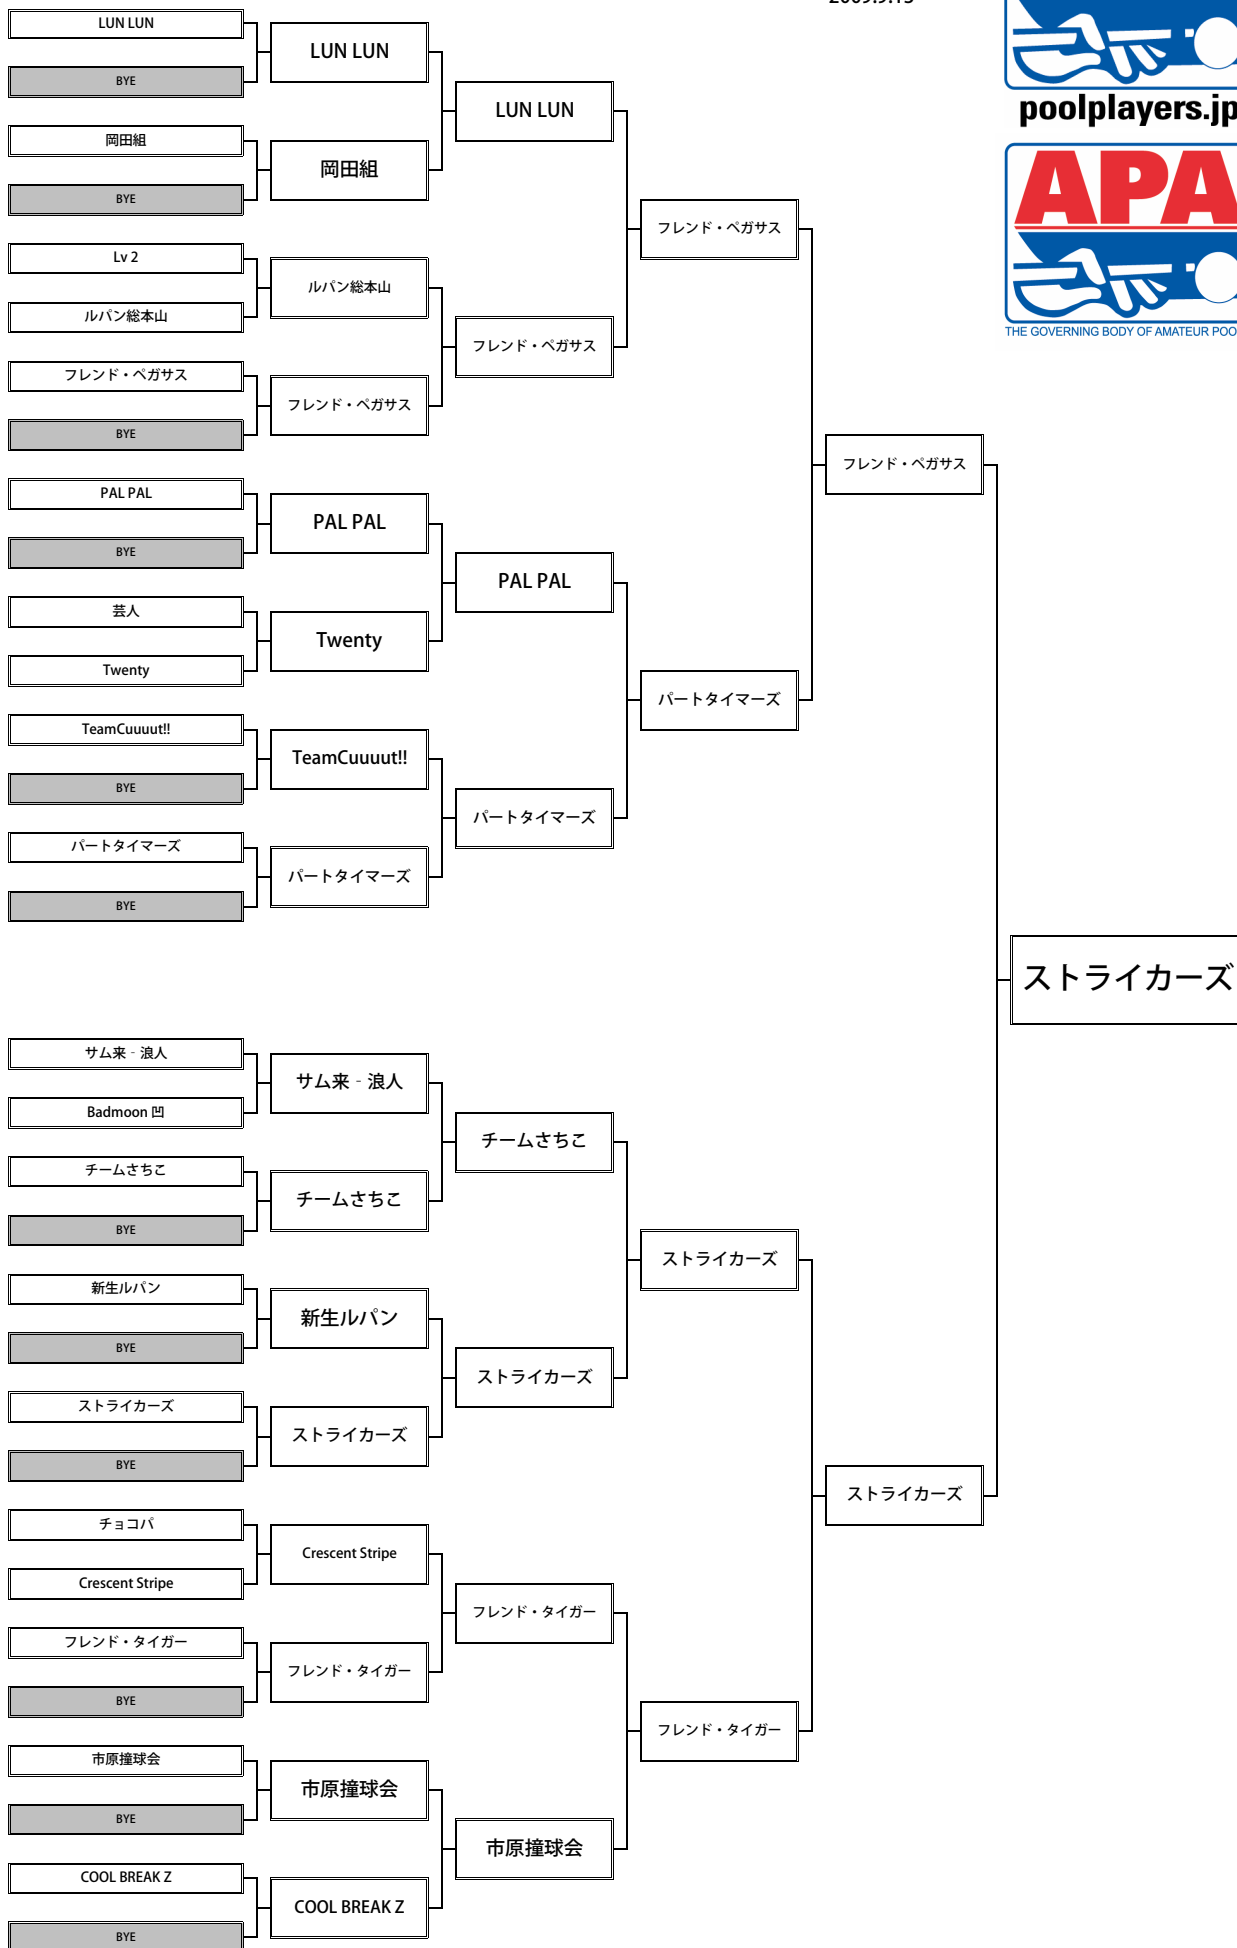 LUN LUN
BYE
岡田組
BYE
Lv 2
ルパン総本山
フレンド・ペガサス
BYE
PAL PAL
BYE
芸人
Twenty
TeamCuuuut!!
BYE
パートタイマーズ
BYE
サム来‐浪人
Badmoon 凹
チームさちこ
BYE
新生ルパン
BYE
ストライカーズ
BYE
チョコパ
Crescent Stripe
フレンド・タイガー
BYE
市原撞球会
BYE
COOL BREAK Z
BYE
LUN LUN
岡田組
ルパン総本山
フレンド・ペガサス
PAL PAL
Twenty
TeamCuuuut!!
パートタイマーズ
サム来‐浪人
チームさちこ
新生ルパン
ストライカーズ
Crescent Stripe
フレンド・タイガー
市原撞球会
COOL BREAK Z
LUN LUN
フレンド・ペガサス
PAL PAL
パートタイマーズ
チームさちこ
ストライカーズ
フレンド・タイガー
市原撞球会
フレンド・ペガサス
パートタイマーズ
ストライカーズ
フレンド・タイガー
フレンド・ペガサス
ストライカーズ
ストライカーズ
poolplayers.jp
APA
THE GOVERNING BODY OF AMATEUR POO